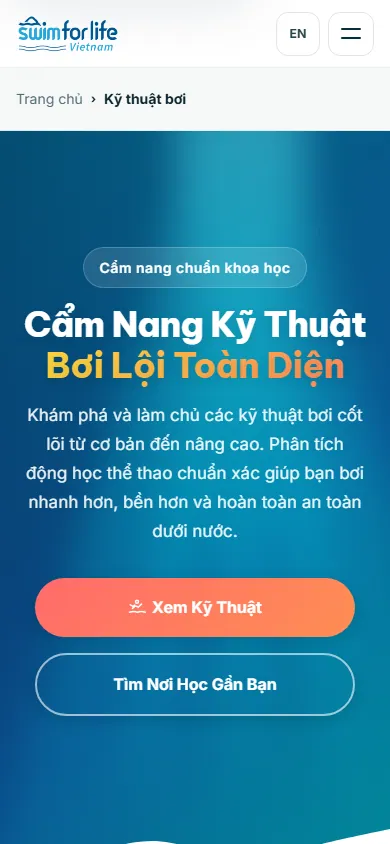 swimforlife
Vietnam
EN
Trang chủ › Kỹ thuật bơi
Cẩm nang chuẩn khoa học
Cẩm Nang Kỹ Thuật
Bơi Lội Toàn Diện
Khám phá và làm chủ các kỹ thuật bơi cốt
lõi từ cơ bản đến nâng cao. Phân tích
động học thể thao chuẩn xác giúp bạn bơi
nhanh hơn, bền hơn và hoàn toàn an toàn
dưới nước.
Xem Kỹ Thuật
Tìm Nơi Học Gần Bạn